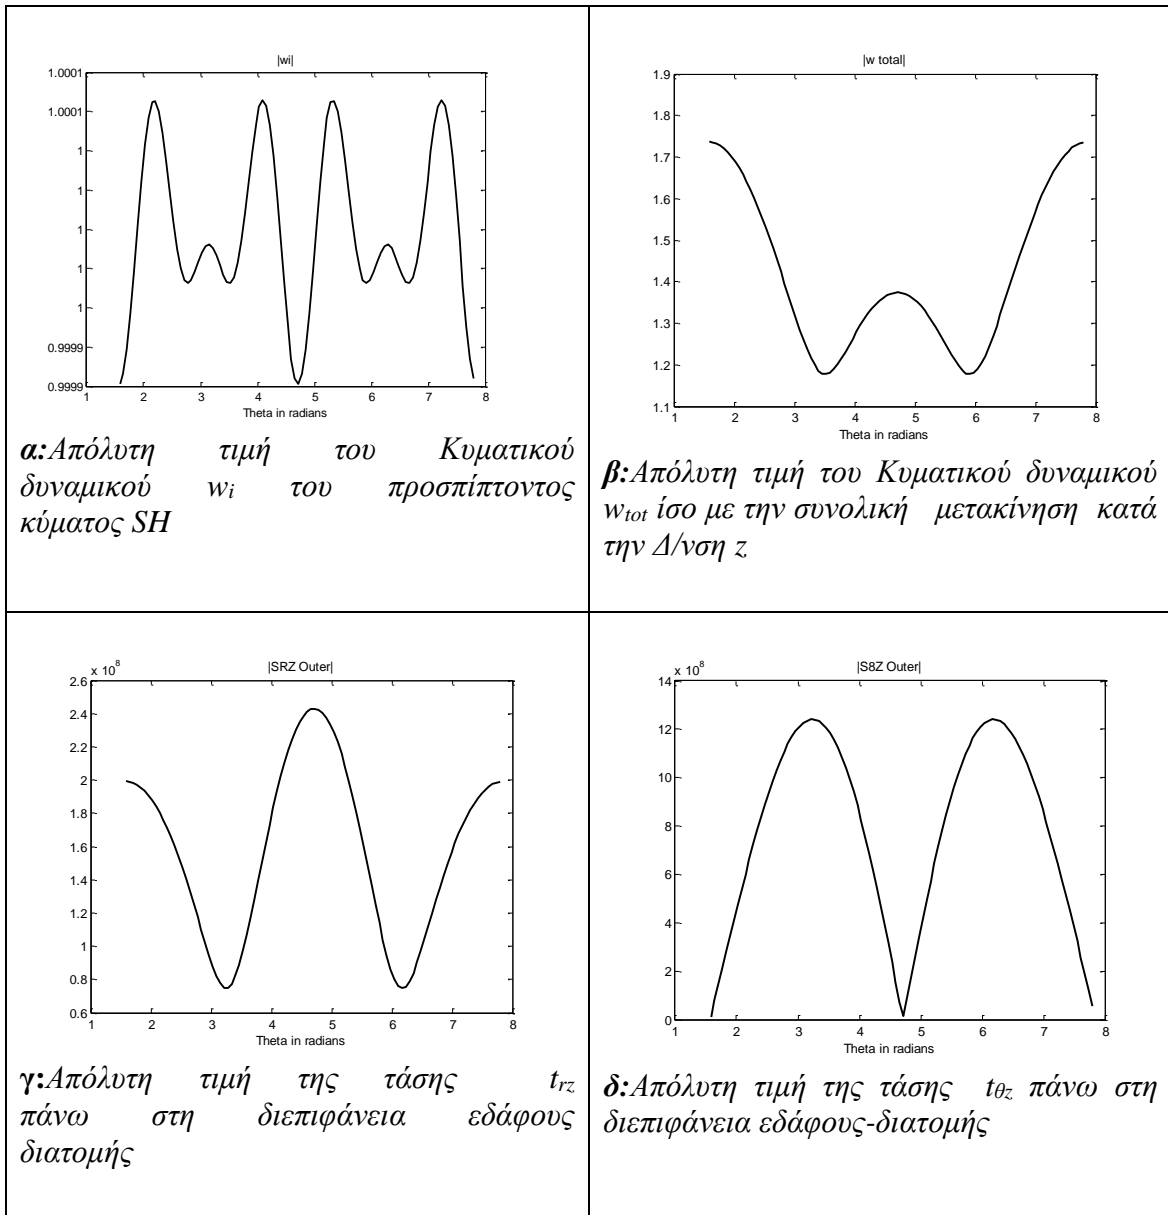 |wi|
1.0001
1.0001
1
1
1
1
1
0.9999
0.9999
1 2 3 4 5 6 7 8
Theta in radians
α:Απόλυτη τιμή του Κυματικού
δυναμικού wi του προσπίπτοντος
κύματος SH
|w total|
1.9
1.8
1.7
1.6
1.5
1.4
1.3
1.2
1.1
1 2 3 4 5 6 7 8
Theta in radians
β:Απόλυτη τιμή του Κυματικού δυναμικού
wtot ίσο με την συνολική μετακίνηση κατά
την Δ/νση z
|SRZ Outer|
x 10^8
2.6
2.4
2.2
2
1.8
1.6
1.4
1.2
1
0.8
0.6
1 2 3 4 5 6 7 8
Theta in radians
γ:Απόλυτη τιμή της τάσης trz
πάνω στη διεπιφάνεια εδάφους
διατομής
|S8Z Outer|
x 10^8
14
12
10
8
6
4
2
0
1 2 3 4 5 6 7 8
Theta in radians
δ:Απόλυτη τιμή της τάσης tθz πάνω στη
διεπιφάνεια εδάφους-διατομής